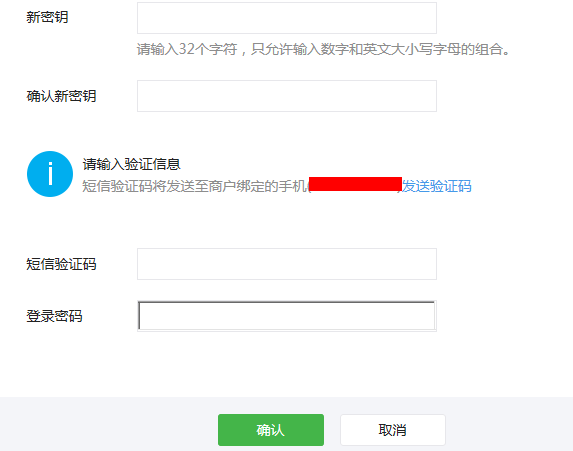 新密钥
请输入32个字符，只允许输入数字和英文大小写字母的组合。
确认新密钥
i
请输入验证信息
短信验证码将发送至商户绑定的手机( )发送验证码
短信验证码
登录密码
确认 取消